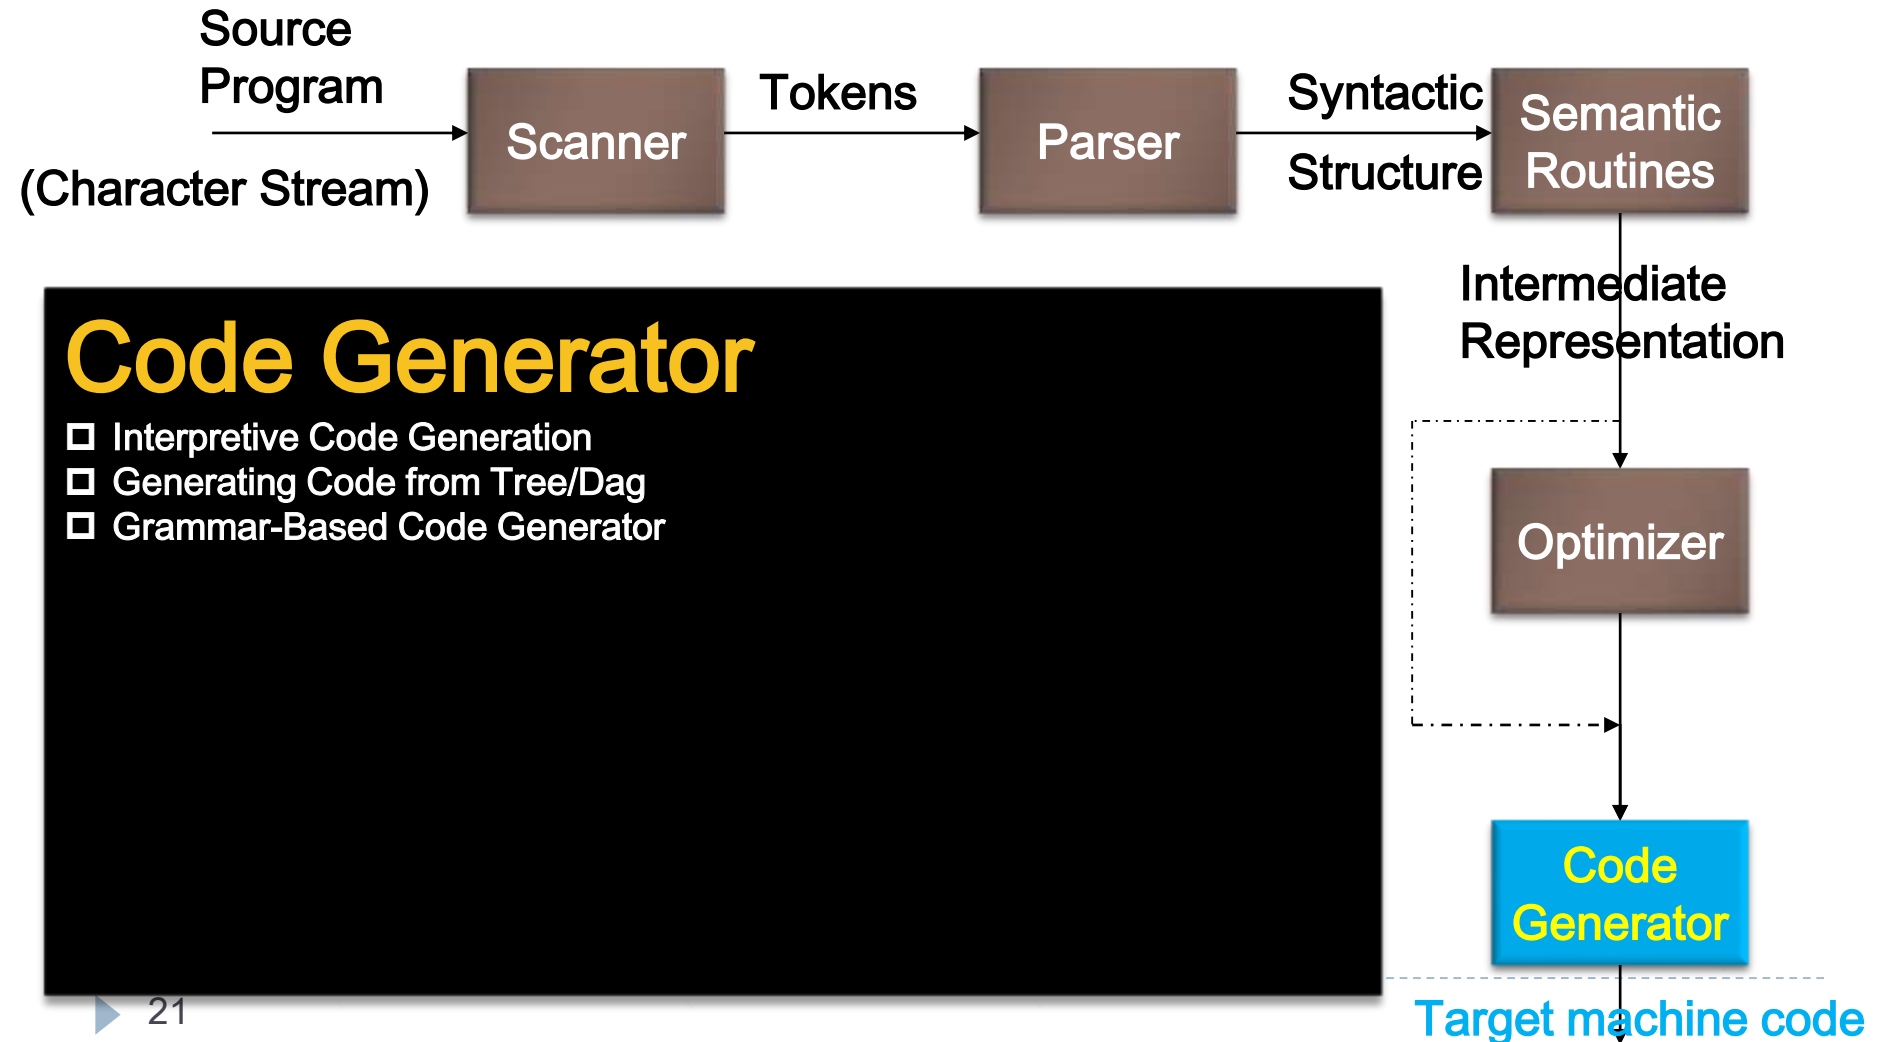 Source
Program
(Character Stream)
Scanner
Tokens
Parser
Syntactic
Structure
Semantic
Routines
Intermediate
Representation
Code Generator
Interpretive Code Generation
Generating Code from Tree/Dag
Grammar-Based Code Generator
Optimizer
Code
Generator
Target machine code
21